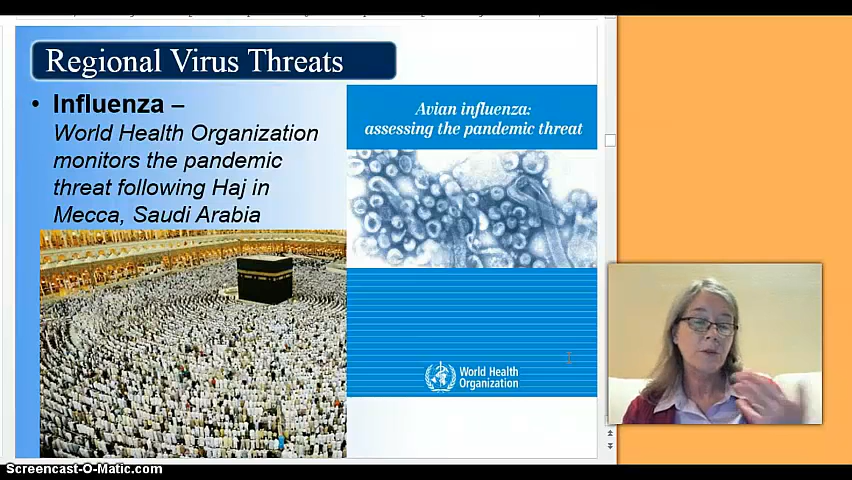 Regional Virus Threats
• Influenza –
World Health Organization
monitors the pandemic
threat following Haj in
Mecca, Saudi Arabia
Avian influenza:
assessing the pandemic threat
World Health
Organization
Screencast-O-Matic.com